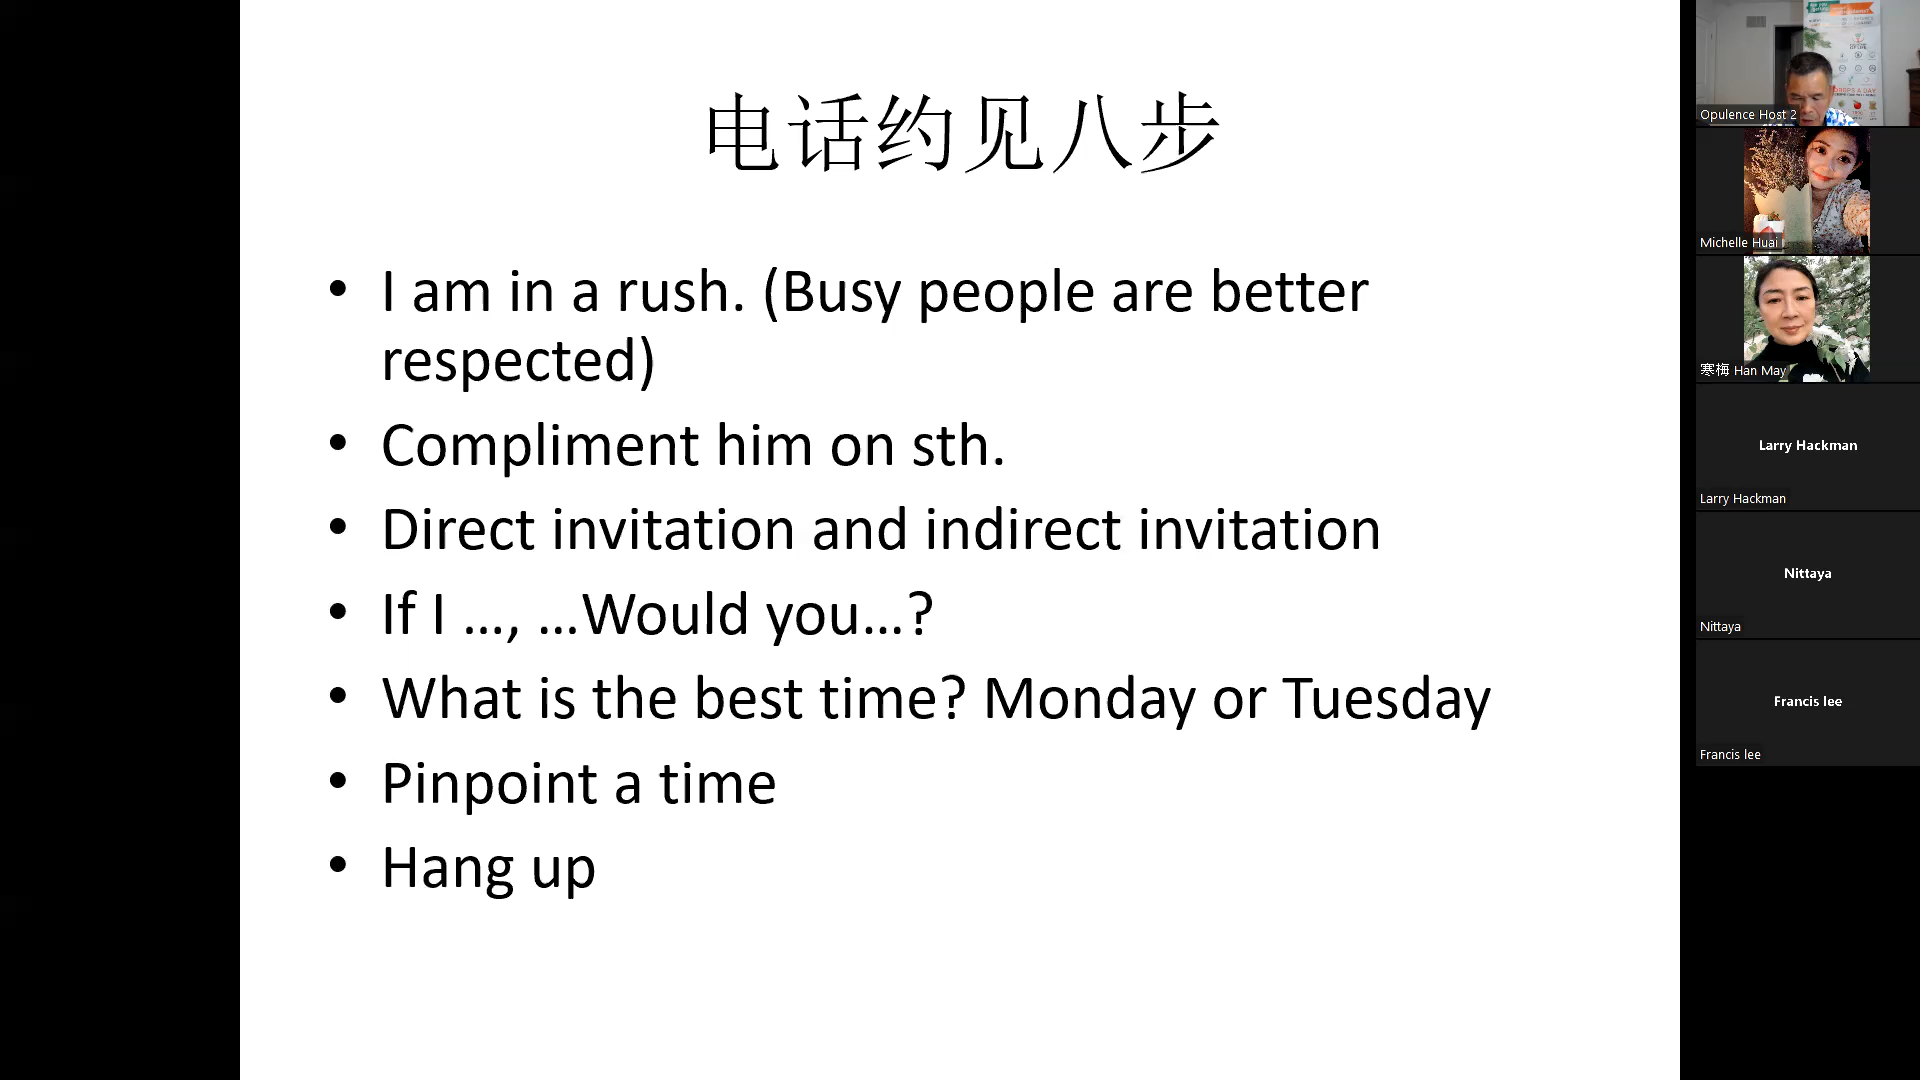 电话约见八步
• I am in a rush. (Busy people are better
respected)
• Compliment him on sth.
• Direct invitation and indirect invitation
• If I …, …Would you…?
• What is the best time? Monday or Tuesday
• Pinpoint a time
• Hang up
Opulence Host 2
Michelle Huai
寒梅 Han May
Larry Hackman
Larry Hackman
Nittaya
Nittaya
Francis lee
Francis lee